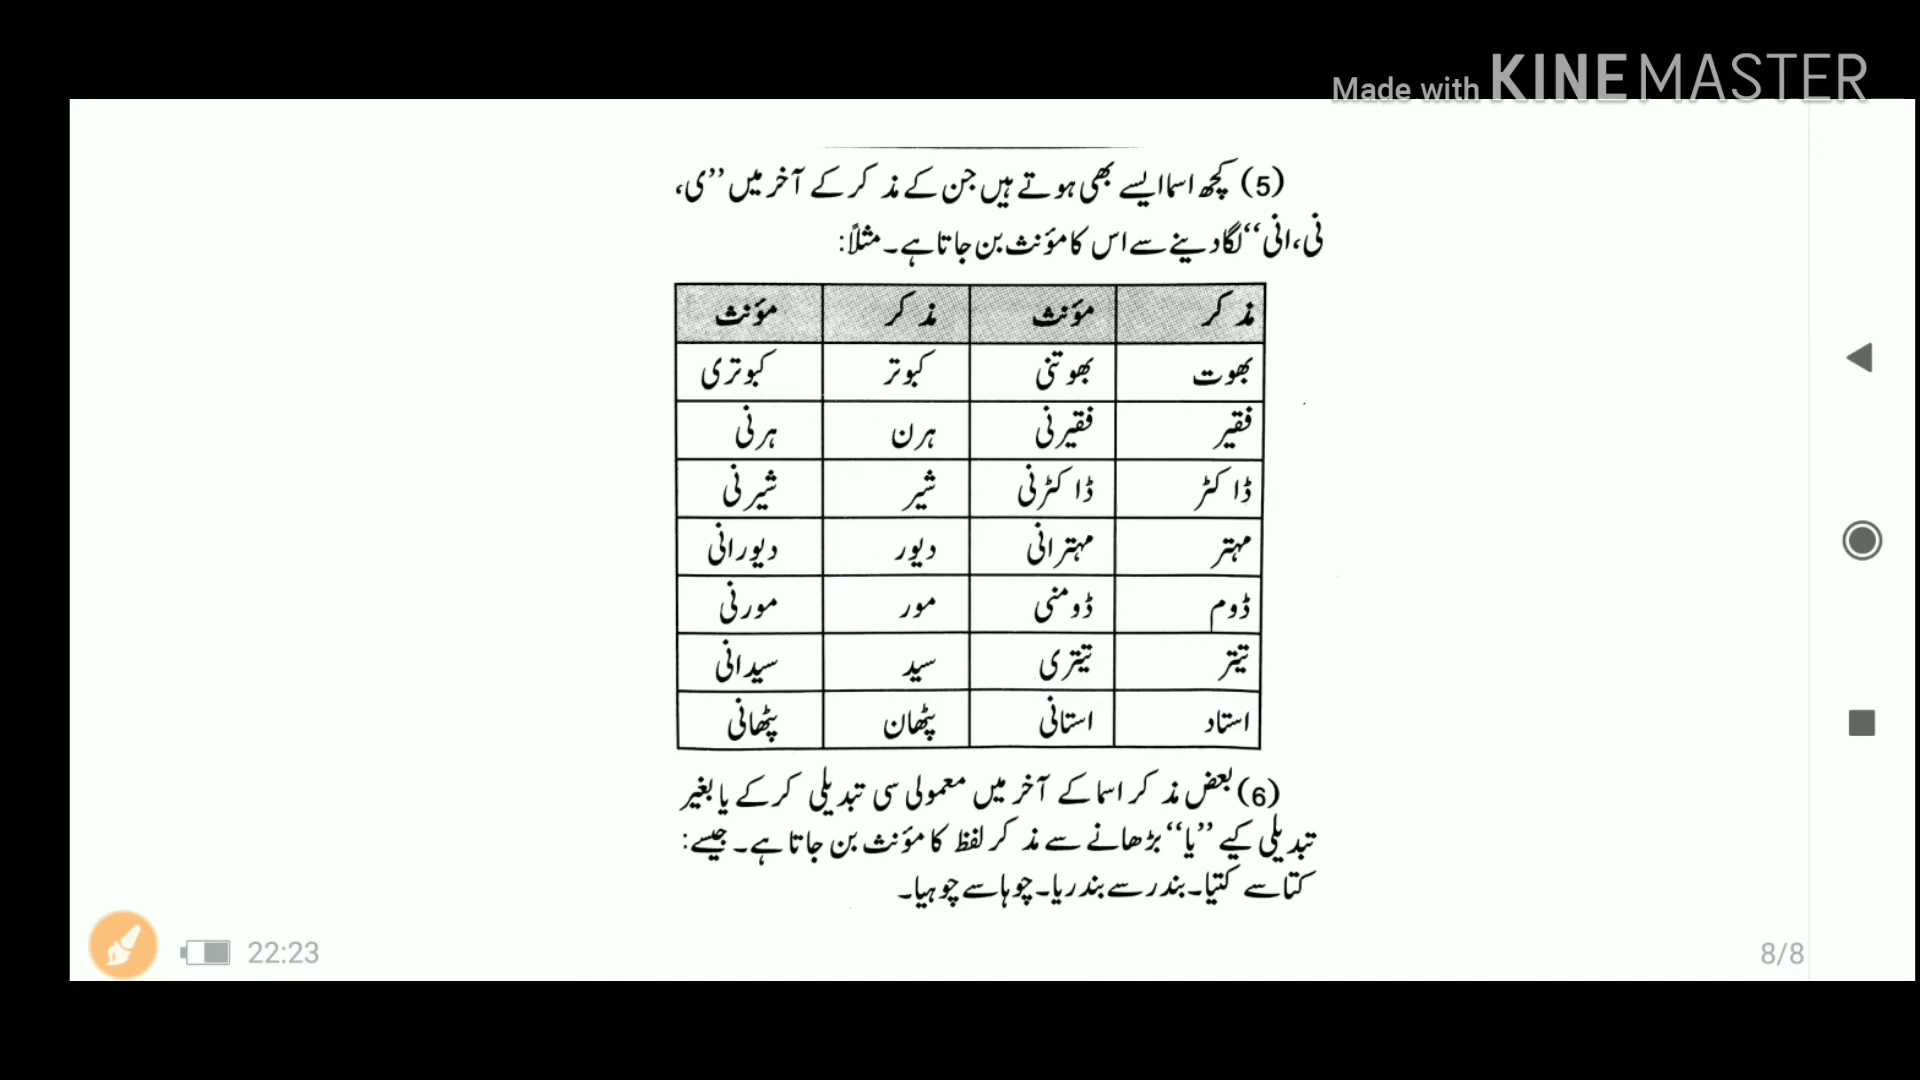 Made with KINEMASTER
(5) کچھ اسما ایسے بھی ہوتے ہیں جن کے مذکر کے آخر میں ’’ی،
نی، انی‘‘ لگا دینے سے اس کا مؤنث بن جاتا ہے۔ مثلاً:
مذکر مؤنث مذکر مؤنث
بھوت بھوتنی کبوتر کبوتری
فقیر فقیرنی ہرن ہرنی
ڈاکٹر ڈاکٹرنی شیر شیرنی
مہتر مہترانی دیور دیورانی
ڈوم ڈومنی مور مورنی
تیتر تیتری سید سیدانی
استاد استانی پٹھان پٹھانی
(6) بعض مذکر اسما کے آخر میں معمولی سی تبدیلی کرکے یا بغیر
تبدیلی کیے ’’یا‘‘ بڑھانے سے مذکر لفظ کا مؤنث بن جاتا ہے۔ جیسے:
کتا سے کتیا۔ بندر سے بندریا۔ چوہا سے چوہیا۔
22:23
8/8